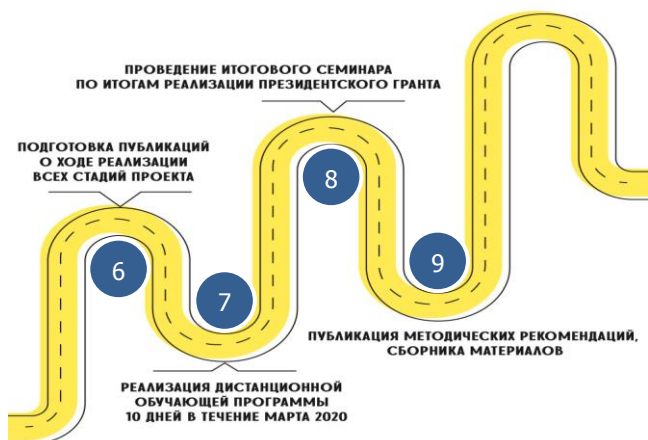 ПРОВЕДЕНИЕ ИТОГОВОГО СЕМИНАРА
ПО ИТОГАМ РЕАЛИЗАЦИИ ПРЕЗИДЕНТСКОГО ГРАНТА
ПОДГОТОВКА ПУБЛИКАЦИЙ
О ХОДЕ РЕАЛИЗАЦИИ
ВСЕХ СТАДИЙ ПРОЕКТА
6
7
8
9
ПУБЛИКАЦИЯ МЕТОДИЧЕСКИХ РЕКОМЕНДАЦИЙ,
СБОРНИКА МАТЕРИАЛОВ
РЕАЛИЗАЦИЯ ДИСТАНЦИОННОЙ
ОБУЧАЮЩЕЙ ПРОГРАММЫ
10 ДНЕЙ В ТЕЧЕНИЕ МАРТА 2020